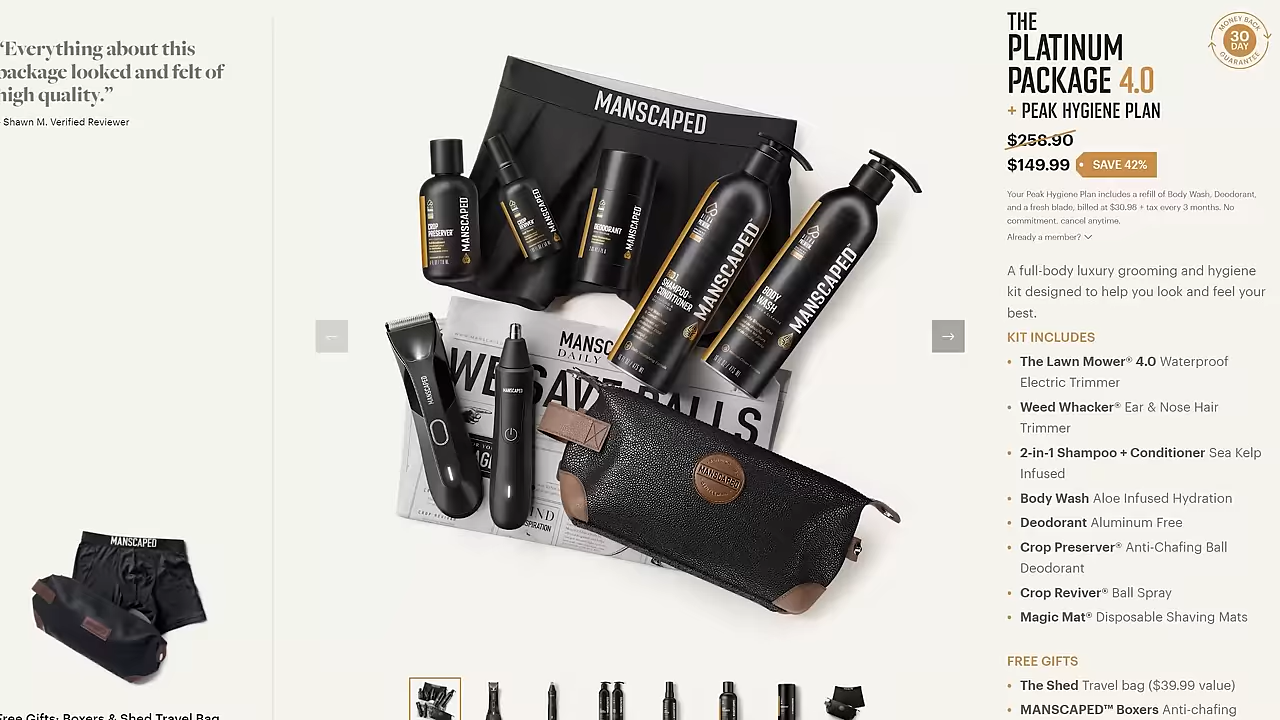 “Everything about this
package looked and felt of
high quality.”
Shawn M. Verified Reviewer
Free Gifts: Boxers & Shed Travel Bag
MANSCAPED
MANSCAPED
CROP
PRESERVER
MANSCAPED
CROP
REVIVER
MANSCAPED
DEODORANT
MANSCAPED
2IN1
SHAMPOO+
CONDITIONER
MANSCAPED
BODY
WASH
MANSCAPED
MANSC
DAILY
WE SAVE BALLS
MANSCAPED
MANSCAPED
MANSCAPED
THE
PLATINUM
PACKAGE 4.0
+ PEAK HYGIENE PLAN
MONEY BACK
30
DAY
GUARANTEE
$258.90
$149.99 SAVE 42%
Your Peak Hygiene Plan includes a refill of Body Wash, Deodorant,
and a fresh blade, billed at $30.98 + tax every 3 months. No
commitment, cancel anytime.
Already a member?
A full-body luxury grooming and hygiene
kit designed to help you look and feel your
best.
KIT INCLUDES
• The Lawn Mower® 4.0 Waterproof
Electric Trimmer
• Weed Whacker® Ear & Nose Hair
Trimmer
• 2-in-1 Shampoo + Conditioner Sea Kelp
Infused
• Body Wash Aloe Infused Hydration
• Deodorant Aluminum Free
• Crop Preserver® Anti-Chafing Ball
Deodorant
• Crop Reviver® Ball Spray
• Magic Mat® Disposable Shaving Mats
FREE GIFTS
• The Shed Travel bag ($39.99 value)
• MANSCAPED™ Boxers Anti-chafing